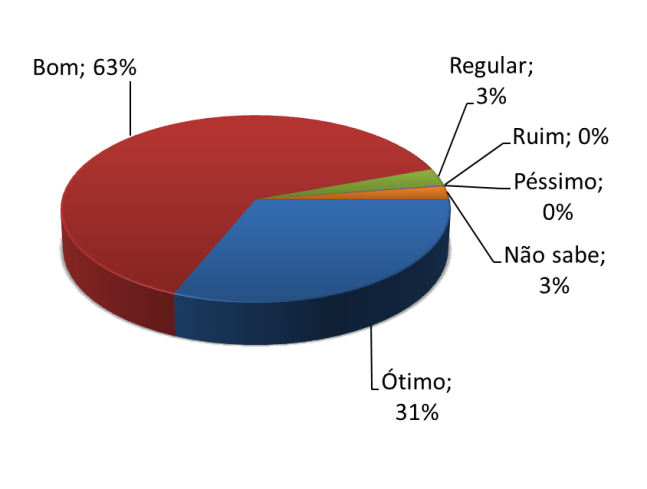 Bom; 63%
Regular;
3%
Ruim; 0%
Péssimo;
0%
Não sabe;
3%
Ótimo;
31%